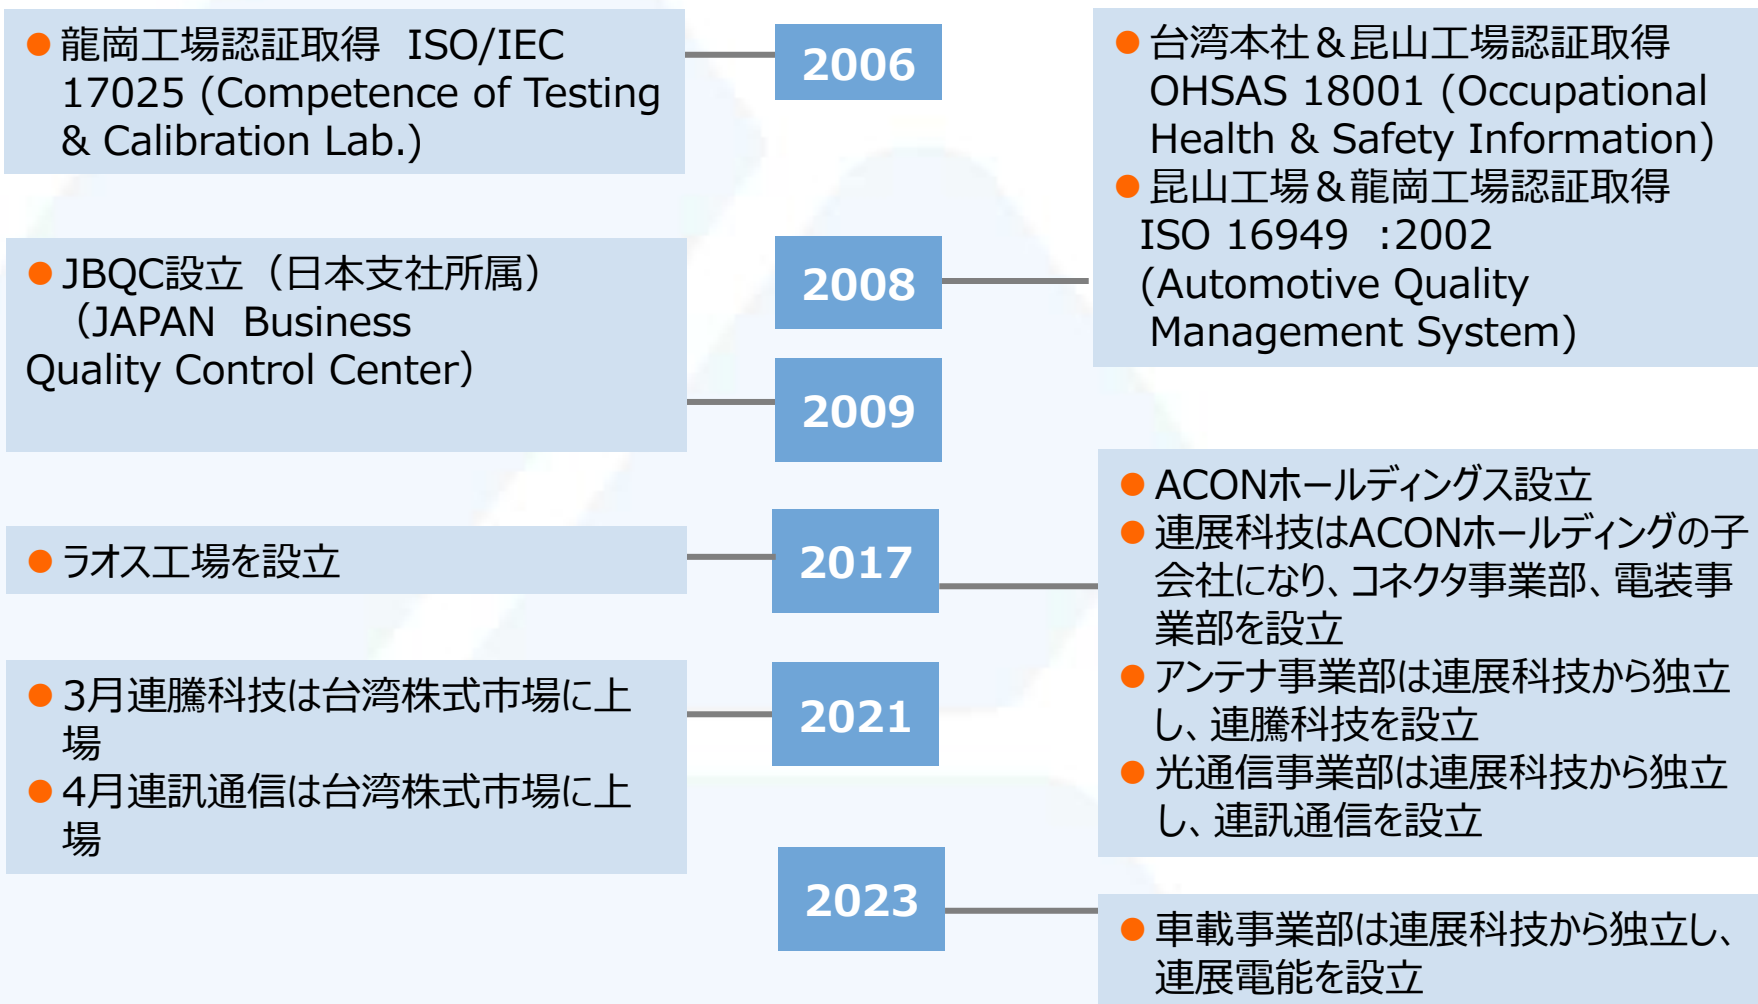 ● 龍崗工場認証取得 ISO/IEC
17025 (Competence of Testing
& Calibration Lab.)
2006
● 台湾本社＆昆山工場認証取得
OHSAS 18001 (Occupational
Health & Safety Information)
● 昆山工場＆龍崗工場認証取得
ISO 16949 :2002
(Automotive Quality
Management System)
2008
● JBQC設立（日本支社所属）
（JAPAN Business
Quality Control Center）
2009
● ラオス工場を設立
2017
● ACONホールディングス設立
● 連展科技はACONホールディングの子
会社になり、コネクタ事業部、電装事
業部を設立
● アンテナ事業部は連展科技から独立
し、連騰科技を設立
● 光通信事業部は連展科技から独立
し、連訊通信を設立
● 3月連騰科技は台湾株式市場に上
場
● 4月連訊通信は台湾株式市場に上
場
2021
2023
● 車載事業部は連展科技から独立し、
連展電能を設立